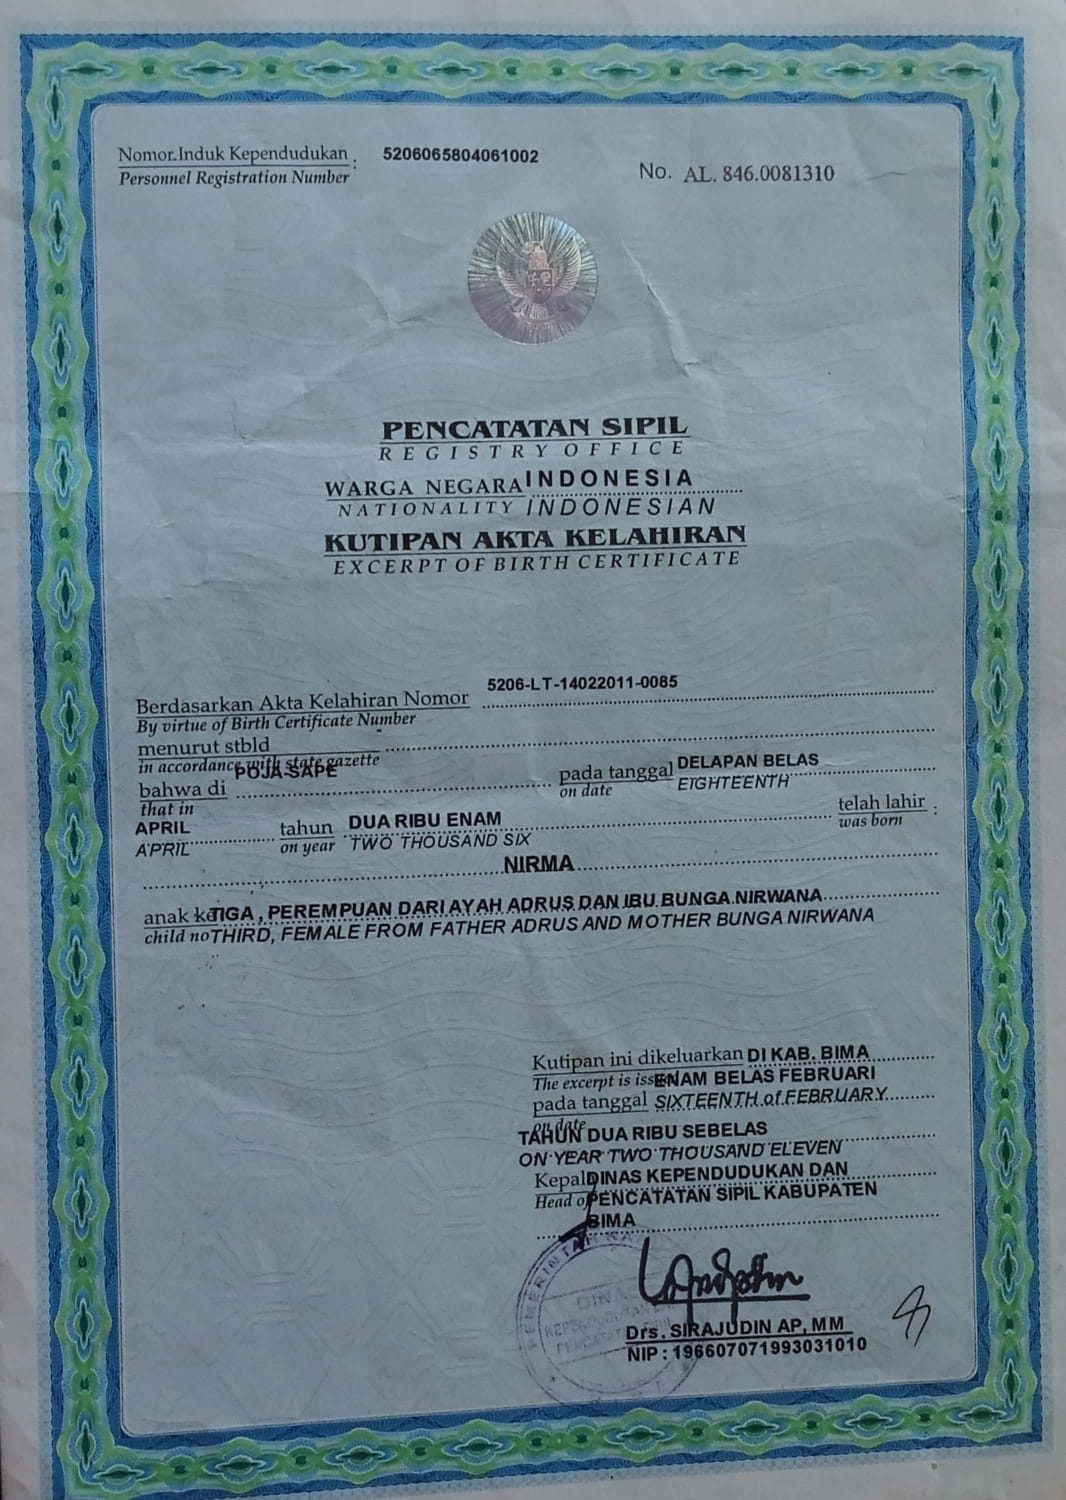 Nomor Induk Kependudukan : 5206065804061002
Personnel Registration Number
No. AL. 846.0081310
PENCATATAN SIPIL
REGISTRY OFFICE
WARGA NEGARA INDONESIA
NATIONALITY INDONESIAN
KUTIPAN AKTA KELAHIRAN
EXCERPT OF BIRTH CERTIFICATE
Berdasarkan Akta Kelahiran Nomor 5206-LT-14022011-0085
By virtue of Birth Certificate Number
menurut stbld
in accordance with state gazette
bahwa di POJA-SAPE pada tanggal DELAPAN BELAS
that in on date EIGHTEENTH
APRIL tahun DUA RIBU ENAM telah lahir :
APRIL on year TWO THOUSAND SIX was born
NIRMA
anak ke TIGA, PEREMPUAN DARI AYAH ADRUS DAN IBU BUNGA NIRWANA
child no THIRD, FEMALE FROM FATHER ADRUS AND MOTHER BUNGA NIRWANA
Kutipan ini dikeluarkan DI KAB. BIMA
The excerpt is iss ENAM BELAS FEBRUARI
pada tanggal SIXTEENTH of FEBRUARY
on date
TAHUN DUA RIBU SEBELAS
ON YEAR TWO THOUSAND ELEVEN
Kepala DINAS KEPENDUDUKAN DAN
Head of PENCATATAN SIPIL KABUPATEN
BIMA
PEMERINTAH KA
DINAS
Drs. SIRAJUDIN AP, MM
NIP : 196607071993031010